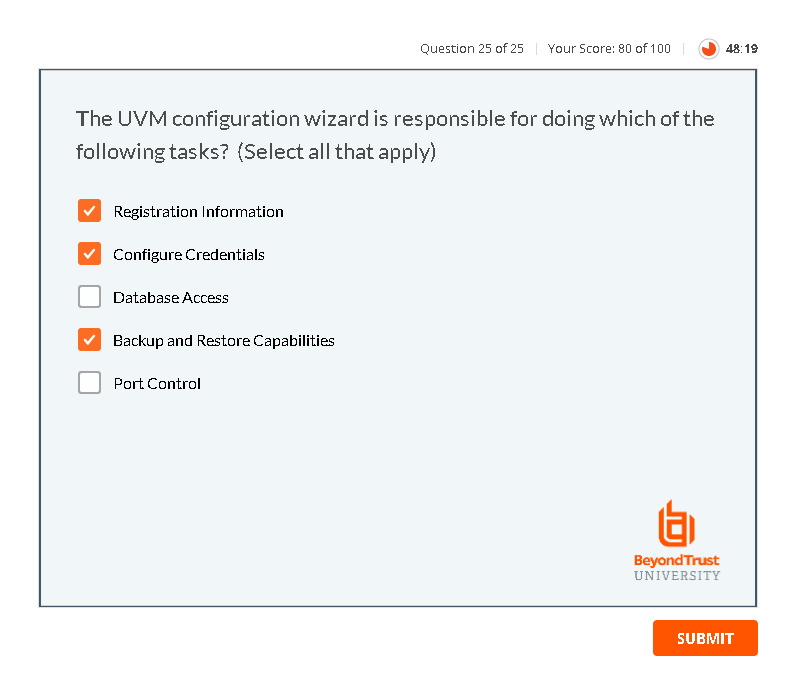 Question 25 of 25 | Your Score: 80 of 100 | 48:19
The UVM configuration wizard is responsible for doing which of the
following tasks?  (Select all that apply)
Registration Information
Configure Credentials
Database Access
Backup and Restore Capabilities
Port Control
BeyondTrust
UNIVERSITY
SUBMIT